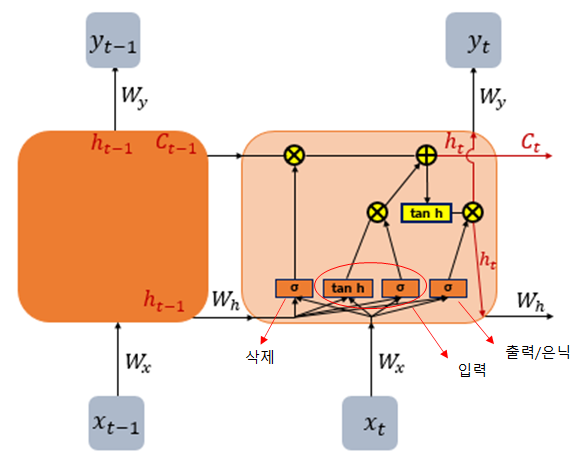 y_{t-1}
y_t
W_y
W_y
h_{t-1}
C_{t-1}
h_t
C_t
tan h
h_t
σ
tan h
σ
σ
h_{t-1}
W_h
W_h
삭제
W_x
W_x
입력
출력/은닉
x_{t-1}
x_t